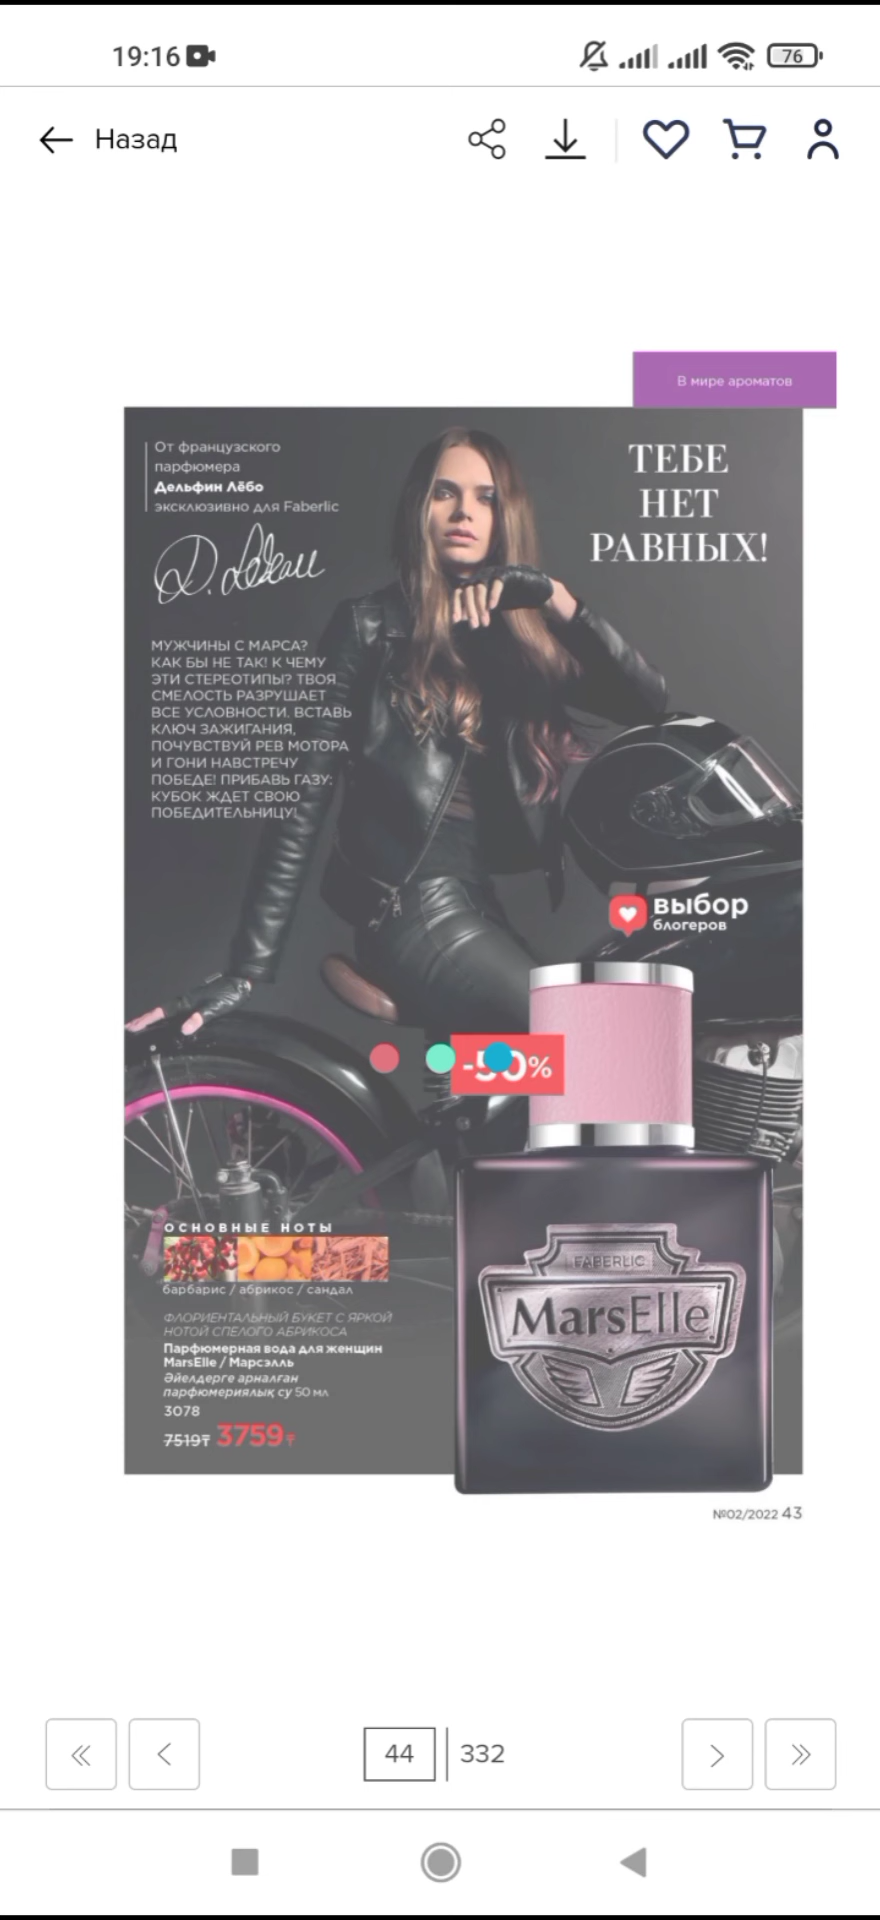 19:16
76
Назад
В мире ароматов
От французского
парфюмера
Дельфин Лёбо
эксклюзивно для Faberlic
D. Lebeau
ТЕБЕ
НЕТ
РАВНЫХ!
МУЖЧИНЫ С МАРСА?
КАК БЫ НЕ ТАК! К ЧЕМУ
ЭТИ СТЕРЕОТИПЫ? ТВОЯ
СМЕЛОСТЬ РАЗРУШАЕТ
ВСЕ УСЛОВНОСТИ. ВСТАВЬ
КЛЮЧ ЗАЖИГАНИЯ,
ПОЧУВСТВУЙ РЕВ МОТОРА
И ГОНИ НАВСТРЕЧУ
ПОБЕДЕ! ПРИБАВЬ ГАЗУ:
КУБОК ЖДЕТ СВОЮ
ПОБЕДИТЕЛЬНИЦУ!
выбор
блогеров
-50%
FABERLIC
MarsElle
ОСНОВНЫЕ НОТЫ
барбарис / абрикос / сандал
ФЛОРИЕНТАЛЬНЫЙ БУКЕТ С ЯРКОЙ
НОТОЙ СПЕЛОГО АБРИКОСА
Парфюмерная вода для женщин
MarsElle / Марсэлль
Әйелдерге арналған
парфюмериялық су 50 мл
3078
7519₸ 3759₸
№02/2022 43
44 332